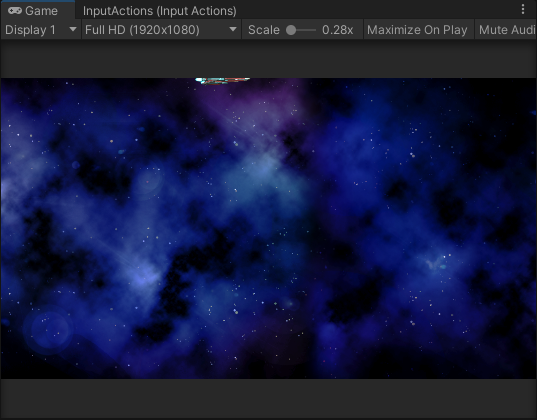 Game InputActions (Input Actions)
Display 1 Full HD (1920x1080) Scale 0.28x Maximize On Play Mute Audi